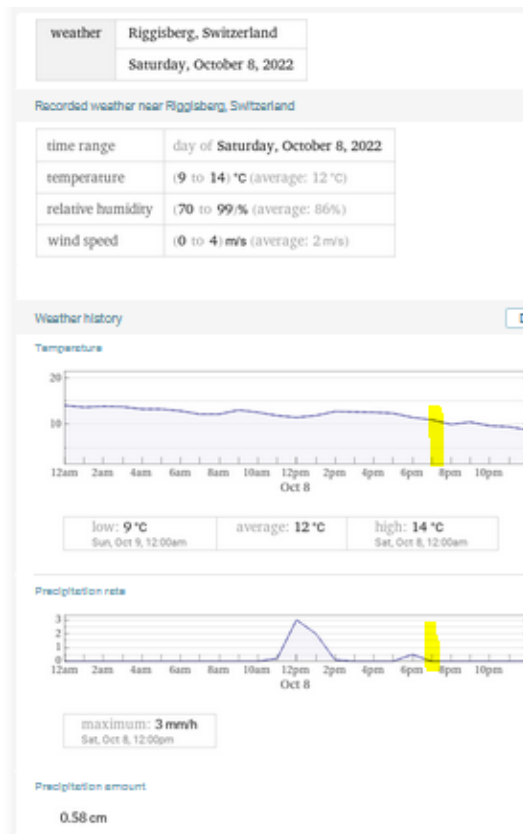 weather Riggisberg, Switzerland
Saturday, October 8, 2022
Recorded weather near Riggisberg, Switzerland
time range day of Saturday, October 8, 2022
temperature (9 to 14) °C (average: 12 °C)
relative humidity (70 to 99)% (average: 86%)
wind speed (0 to 4) m/s (average: 2 m/s)
Weather history
Temperature
20
10
12am 2am 4am 6am 8am 10am 12pm 2pm 4pm 6pm 8pm 10pm
Oct 8
low: 9 °C average: 12 °C high: 14 °C
Sun, Oct 9, 12:00am Sat, Oct 8, 12:00am
Precipitation rate
3
2
1
0
12am 2am 4am 6am 8am 10am 12pm 2pm 4pm 6pm 8pm 10pm
Oct 8
maximum: 3 mm/h
Sat, Oct 8, 12:00pm
Precipitation amount
0.58 cm